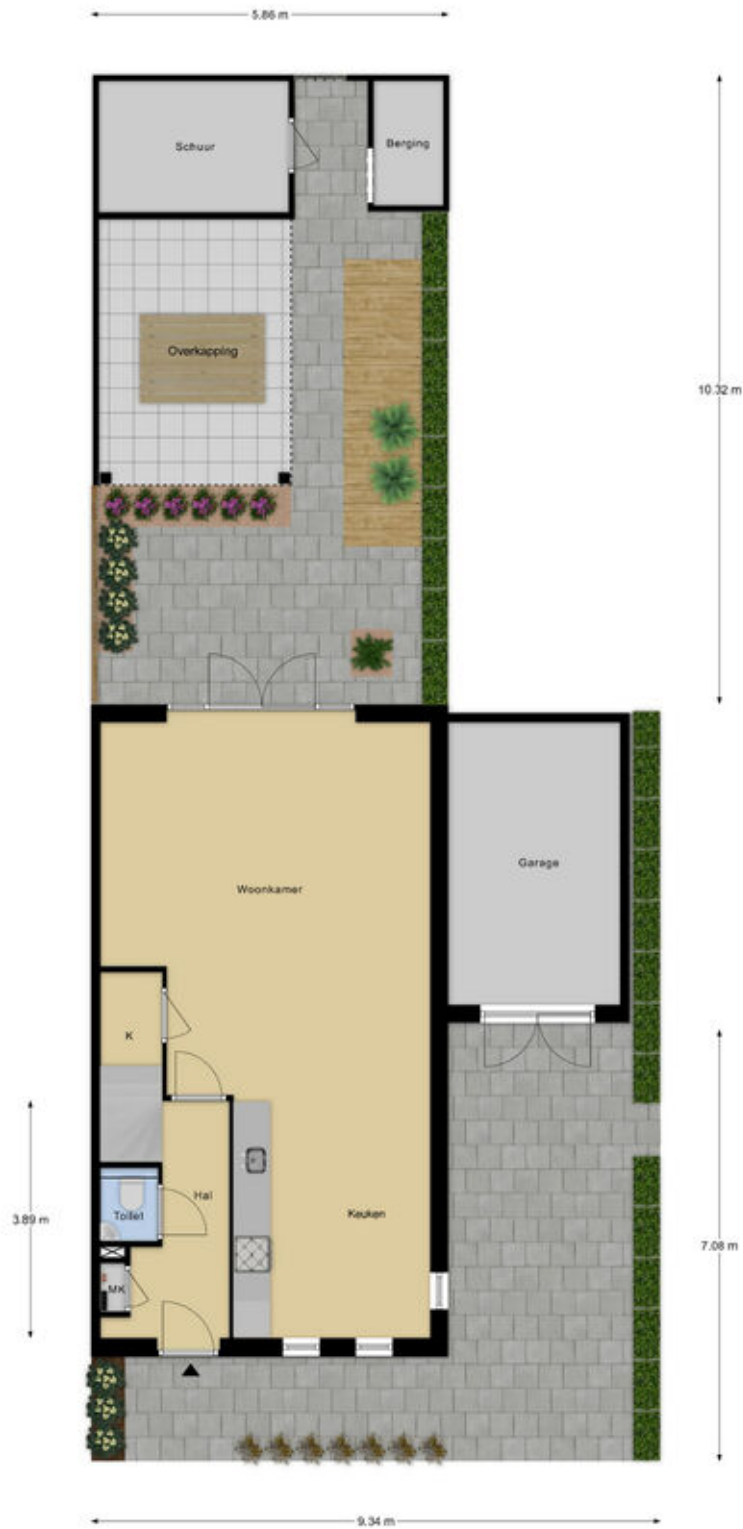 5.86 m
Schuur
Berging
Overkapping
10.32 m
Woonkamer
Garage
K
3.89 m
Hal
Toilet
Keuken
7.08 m
MK
9.34 m